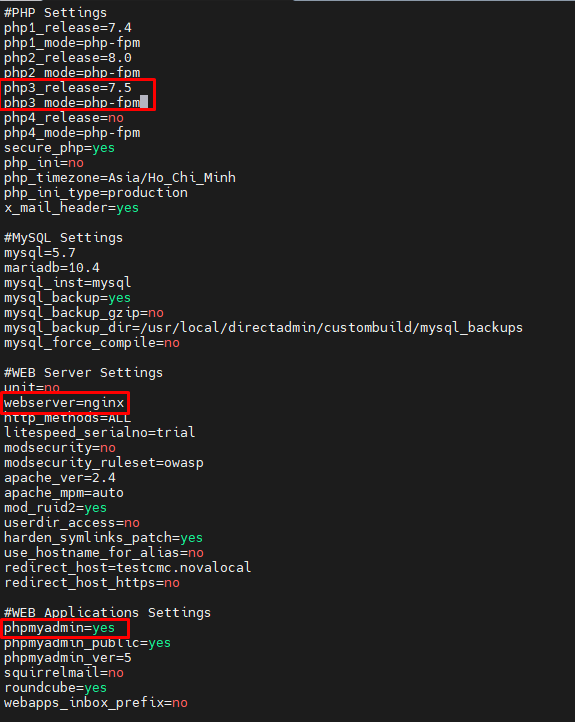 #PHP Settings
php1_release=7.4
php1_mode=php-fpm
php2_release=8.0
php2_mode=php-fpm
php3_release=7.5
php3_mode=php-fpm
php4_release=no
php4_mode=php-fpm
secure_php=yes
php_ini=no
php_timezone=Asia/Ho_Chi_Minh
php_ini_type=production
x_mail_header=yes
#MySQL Settings
mysql=5.7
mariadb=10.4
mysql_inst=mysql
mysql_backup=yes
mysql_backup_gzip=no
mysql_backup_dir=/usr/local/directadmin/custombuild/mysql_backups
mysql_force_compile=no
#WEB Server Settings
unit=no
webserver=nginx
http_methods=ALL
litespeed_serialno=trial
modsecurity=no
modsecurity_ruleset=owasp
apache_ver=2.4
apache_mpm=auto
mod_ruid2=yes
userdir_access=no
harden_symlinks_patch=yes
use_hostname_for_alias=no
redirect_host=testcmc.novalocal
redirect_host_https=no
#WEB Applications Settings
phpmyadmin=yes
phpmyadmin_public=yes
phpmyadmin_ver=5
squirrelmail=no
roundcube=yes
webapps_inbox_prefix=no